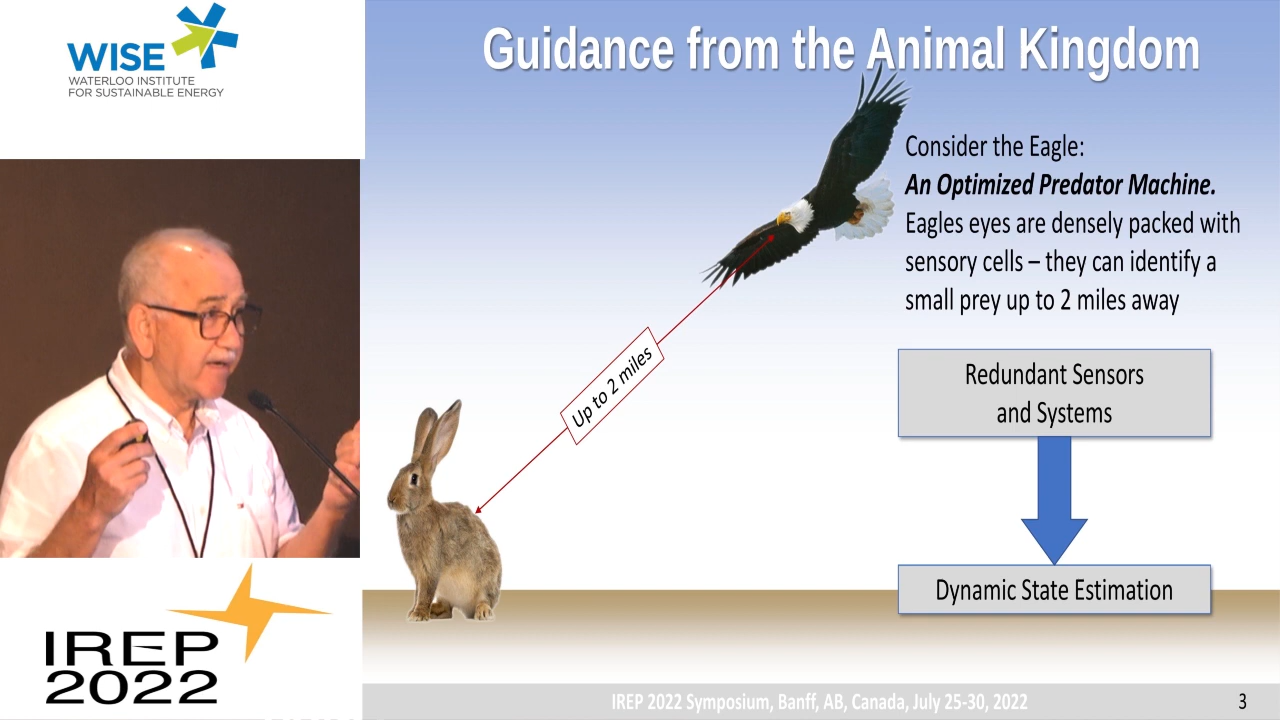 WISE
WATERLOO INSTITUTE
FOR SUSTAINABLE ENERGY
Guidance from the Animal Kingdom
Consider the Eagle:
An Optimized Predator Machine.
Eagles eyes are densely packed with
sensory cells – they can identify a
small prey up to 2 miles away
Up to 2 miles
Redundant Sensors
and Systems
Dynamic State Estimation
IREP
2022
IREP 2022 Symposium, Banff, AB, Canada, July 25-30, 2022
3